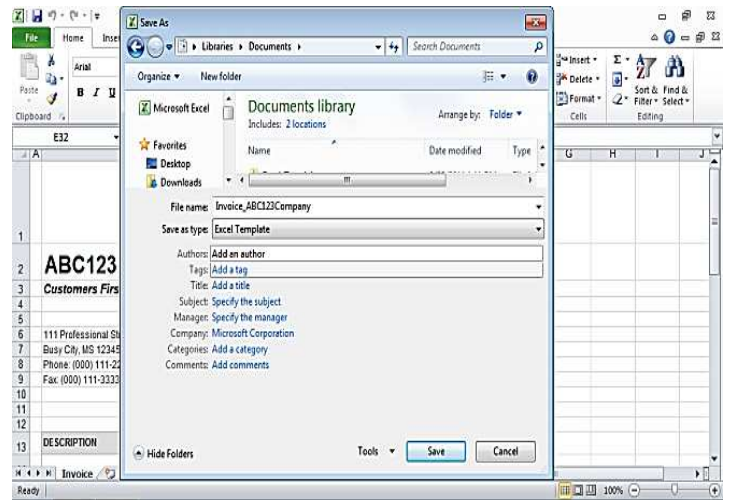 Save As
File Home Inser
Libraries Documents
Search Documents
Organize New folder
Microsoft Excel
Documents library
Includes: 2 locations
Arrange by: Folder
Favorites
Desktop
Downloads
Name Date modified Type
File name: Invoice_ABC123Company
Save as type: Excel Template
Authors: Add an author
Tags: Add a tag
Title: Add a title
Subject: Specify the subject
Manager: Specify the manager
Company: Microsoft Corporation
Categories: Add a category
Comments: Add comments
Hide Folders
Tools Save Cancel
Paste
Clipboard
Arial
B I U
Insert
Delete
Format
Cells
Sort & Filter
Find & Select
Editing
E32
A G H I J
1
2 ABC123
3 Customers Firs
4
5
6 111 Professional St
7 Busy City, MS 12345
8 Phone: (000) 111-22
9 Fax: (000) 111-3333
10
11
12
13 DESCRIPTION
Invoice
Ready
100%